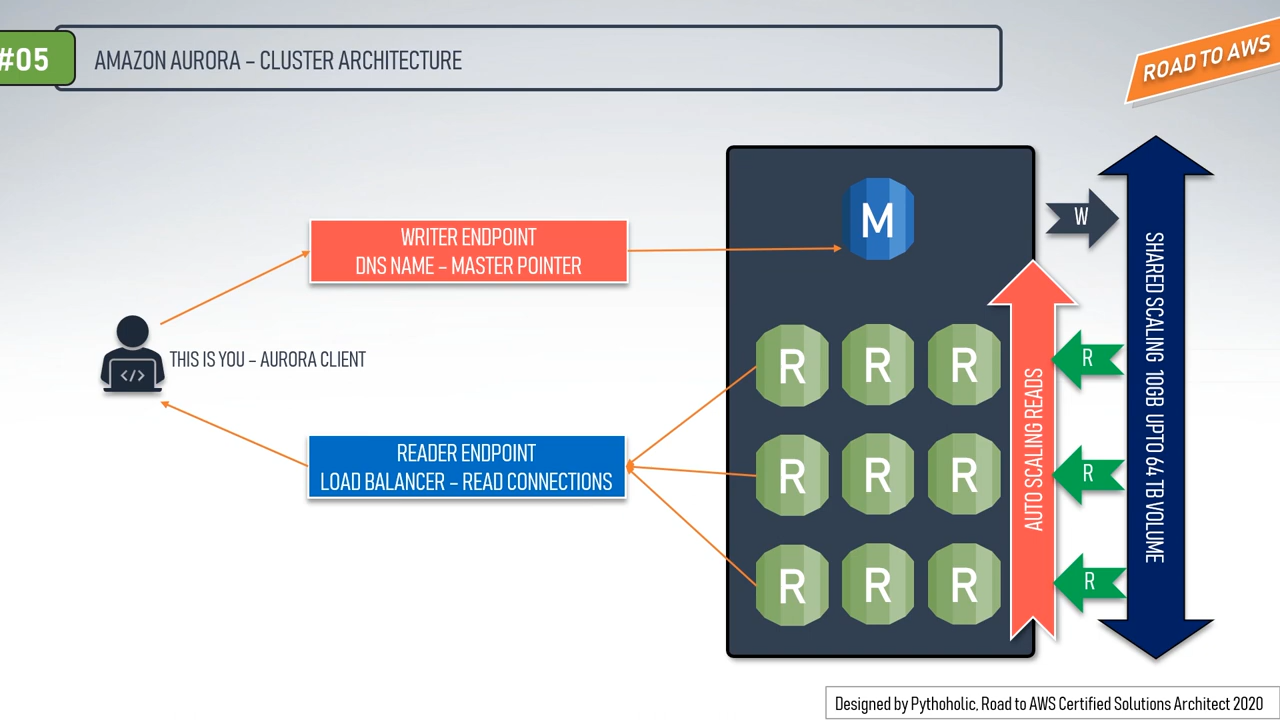 #05
AMAZON AURORA – CLUSTER ARCHITECTURE
ROAD TO AWS
M
W
WRITER ENDPOINT
DNS NAME – MASTER POINTER
THIS IS YOU – AURORA CLIENT
</>
READER ENDPOINT
LOAD BALANCER – READ CONNECTIONS
R R R
R R R
R R R
AUTO SCALING READS
R
R
R
SHARED SCALING 10GB UPTO 64 TB VOLUME
Designed by Pythoholic. Road to AWS Certified Solutions Architect 2020